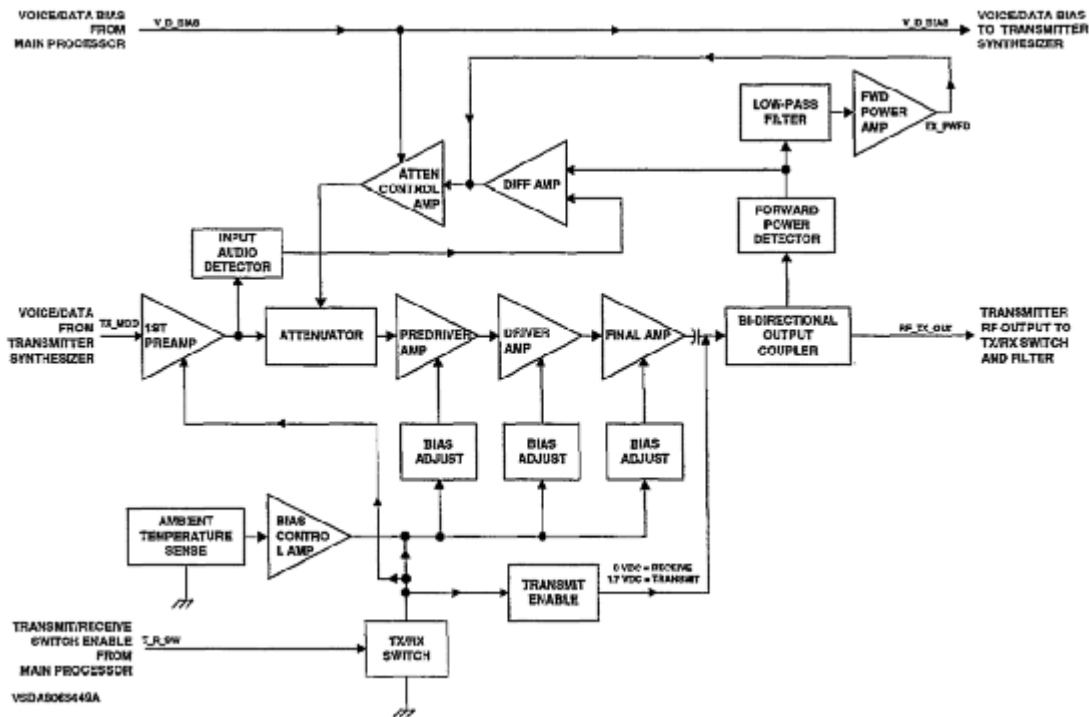 VOICE/DATA BIAS
FROM
MAIN PROCESSOR
V_D_BIAS
V_D_BIAS
VOICE/DATA BIAS
TO TRANSMITTER
SYNTHESIZER
LOW-PASS
FILTER
FWD
POWER
AMP
TX_PWFD
ATTEN
CONTROL
AMP
DIFF AMP
FORWARD
POWER
DETECTOR
INPUT
AUDIO
DETECTOR
VOICE/DATA
FROM
TRANSMITTER
SYNTHESIZER
TX_MOD
1ST
PREAMP
ATTENUATOR
PREDRIVER
AMP
DRIVER
AMP
FINAL AMP
BI-DIRECTIONAL
OUTPUT
COUPLER
RF_TX_OUT
TRANSMITTER
RF OUTPUT TO
TX/RX SWITCH
AND FILTER
BIAS
ADJUST
BIAS
ADJUST
BIAS
ADJUST
AMBIENT
TEMPERATURE
SENSE
BIAS
CONTRO
L AMP
TRANSMIT
ENABLE
0 VDC = RECEIVE
1.7 VDC = TRANSMIT
TRANSMIT/RECEIVE
SWITCH ENABLE
FROM
MAIN PROCESSOR
T_R_SW
TX/RX
SWITCH